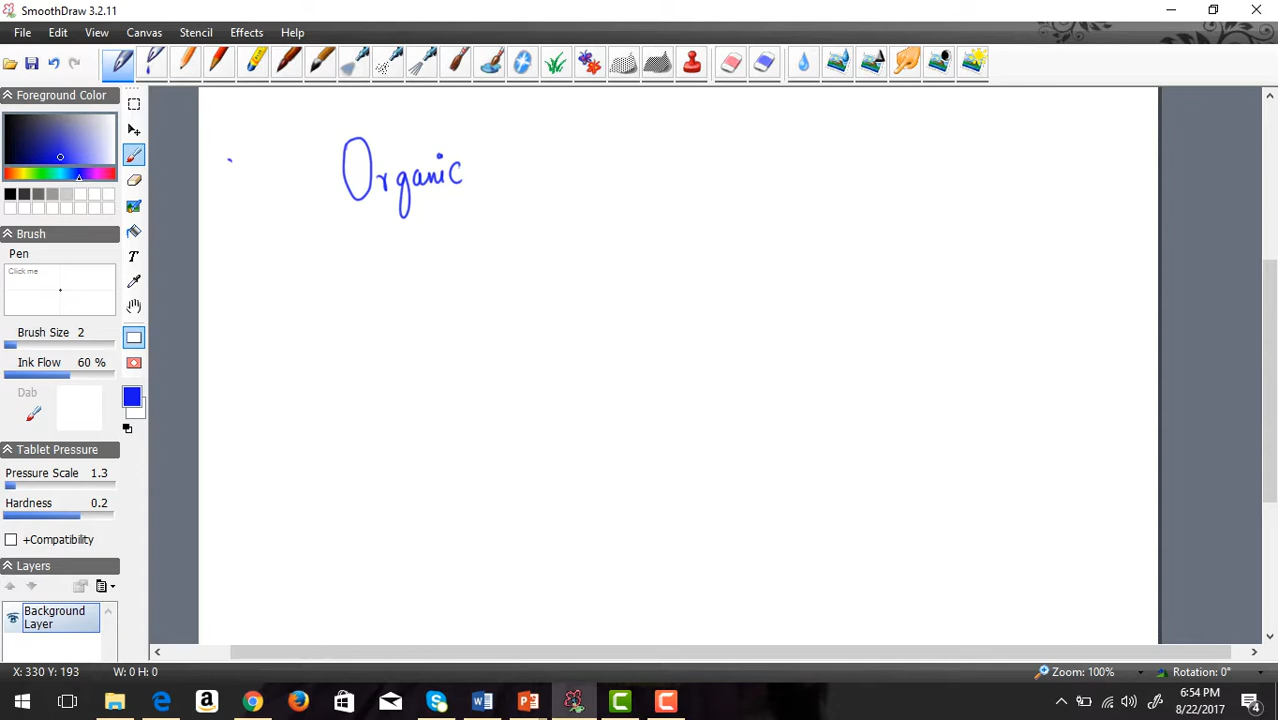 SmoothDraw 3.2.11
File Edit View Canvas Stencil Effects Help
Foreground Color
Brush
Pen
Click me
Brush Size 2
Ink Flow 60 %
Dab
Tablet Pressure
Pressure Scale 1.3
Hardness 0.2
+Compatibility
Layers
Background
Layer
Organic
X: 330 Y: 193 W: 0 H: 0 Zoom: 100% Rotation: 0°
6:54 PM
8/22/2017
4